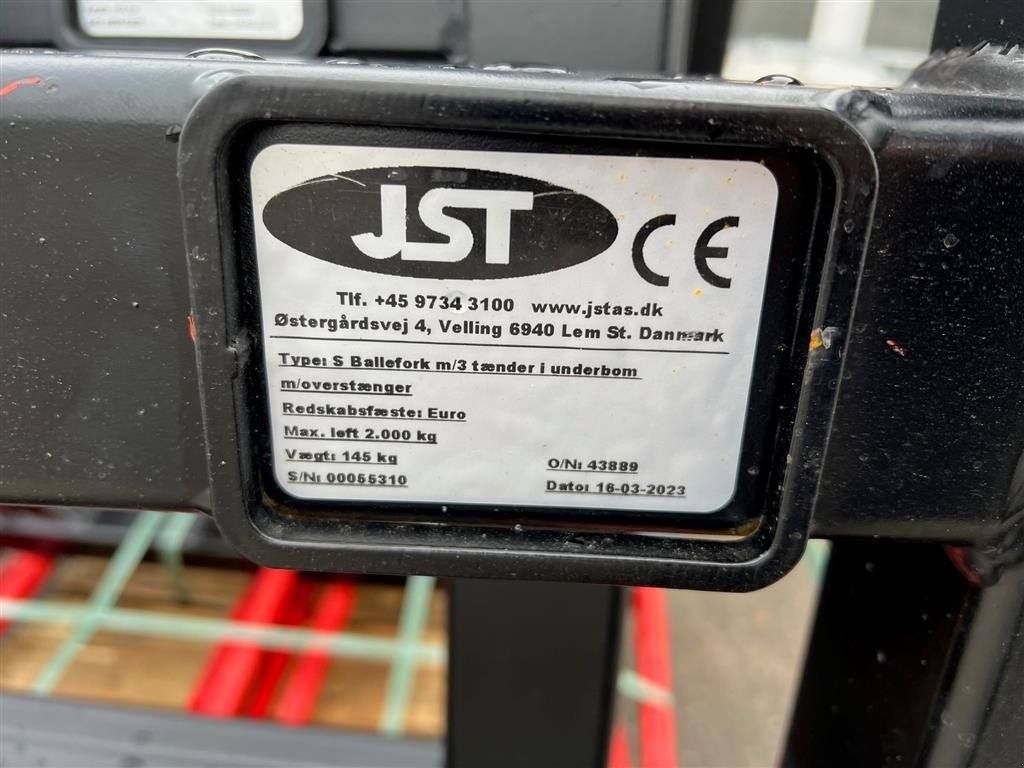 JST CE
Tlf. +45 9734 3100 www.jstas.dk
Østergårdsvej 4, Velling 6940 Lem St. Danmark
Type: S Ballefork m/3 tænder i underbom
m/overstænger
Redskabsfæste: Euro
Max. løft 2.000 kg
Vægt: 145 kg O/N: 43889
S/N: 00055310 Dato: 16-03-2023